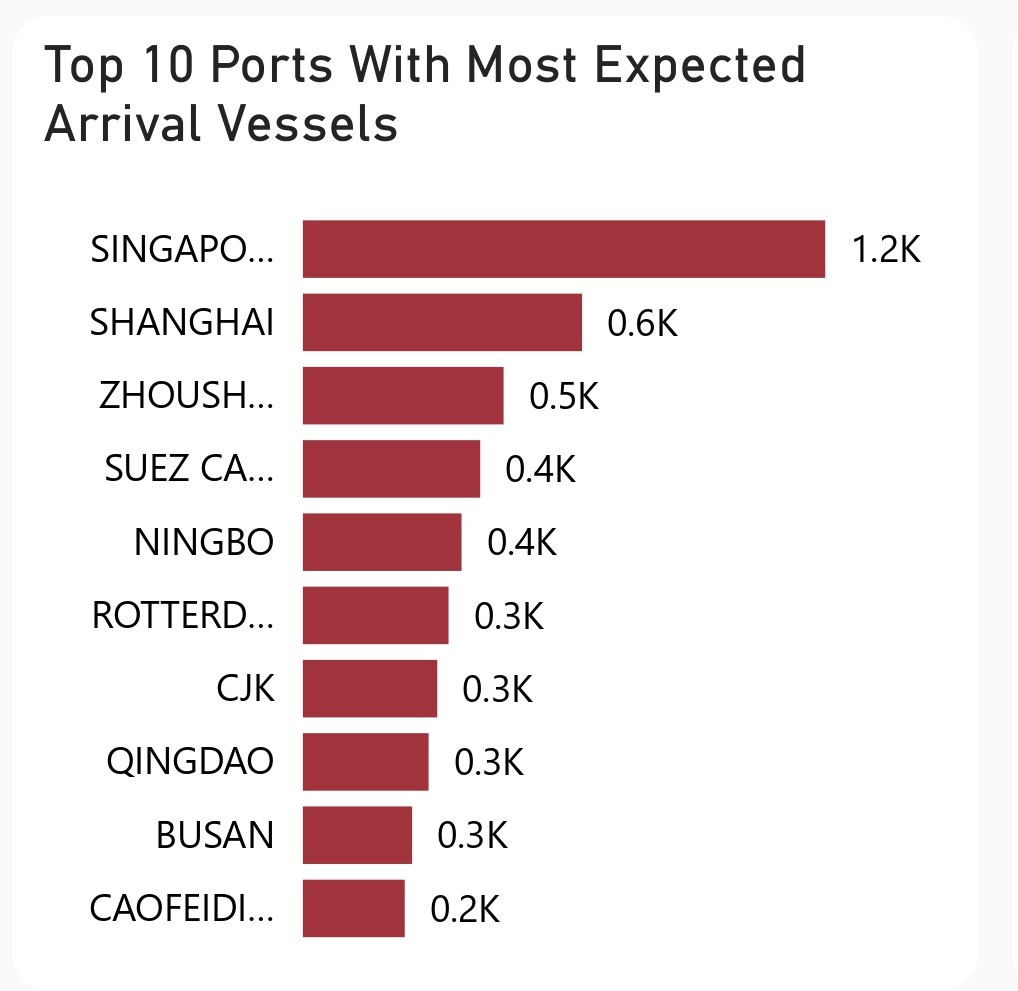 Top 10 Ports With Most Expected
Arrival Vessels
SINGAPO... 1.2K
SHANGHAI 0.6K
ZHOUSH... 0.5K
SUEZ CA... 0.4K
NINGBO 0.4K
ROTTERD... 0.3K
CJK 0.3K
QINGDAO 0.3K
BUSAN 0.3K
CAOFEIDI... 0.2K